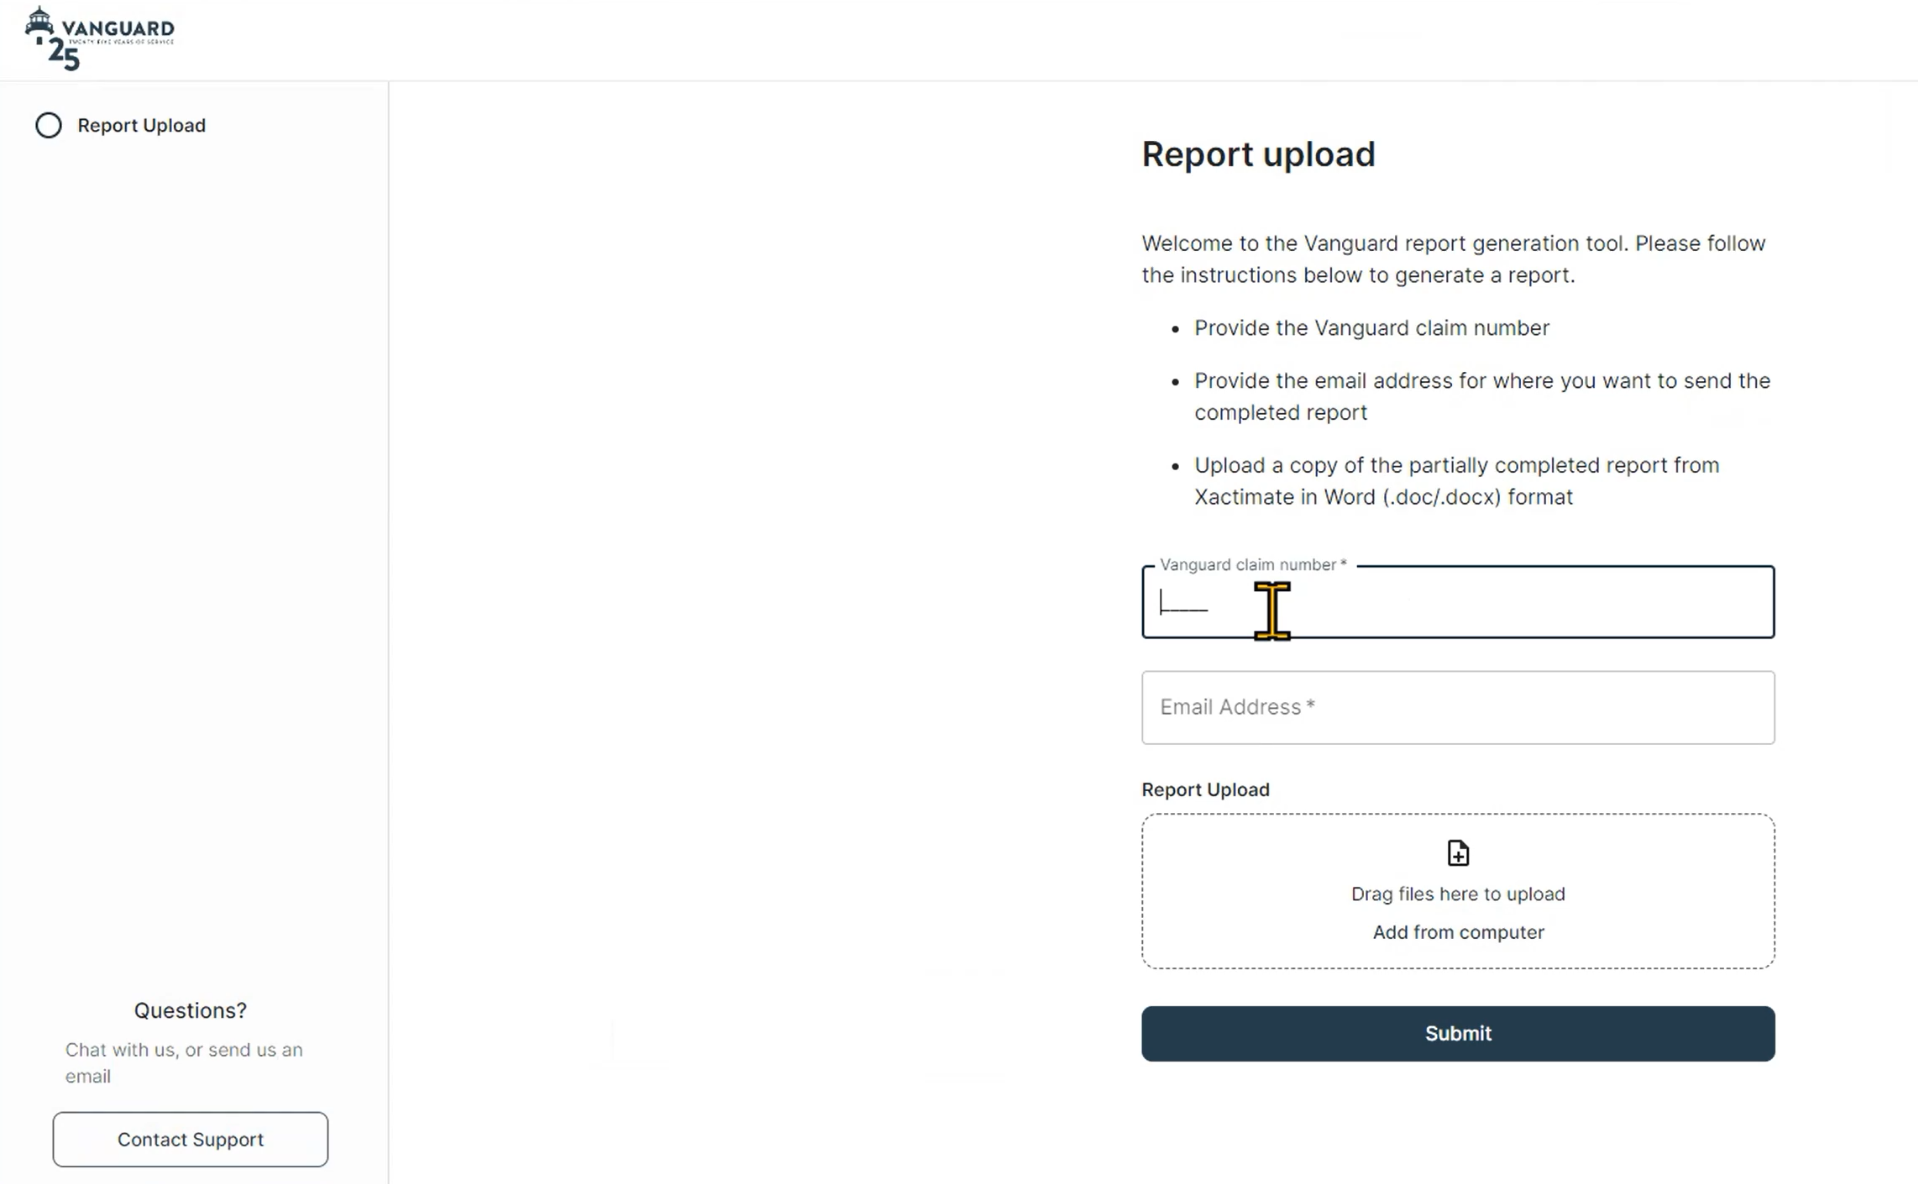 VANGUARD
TWENTY FIVE YEARS OF SERVICE
25
Report Upload
Report upload
Welcome to the Vanguard report generation tool. Please follow
the instructions below to generate a report.
• Provide the Vanguard claim number
• Provide the email address for where you want to send the
completed report
• Upload a copy of the partially completed report from
Xactimate in Word (.doc/.docx) format
Vanguard claim number *
_____
Email Address *
Report Upload
Drag files here to upload
Add from computer
Submit
Questions?
Chat with us, or send us an
email
Contact Support